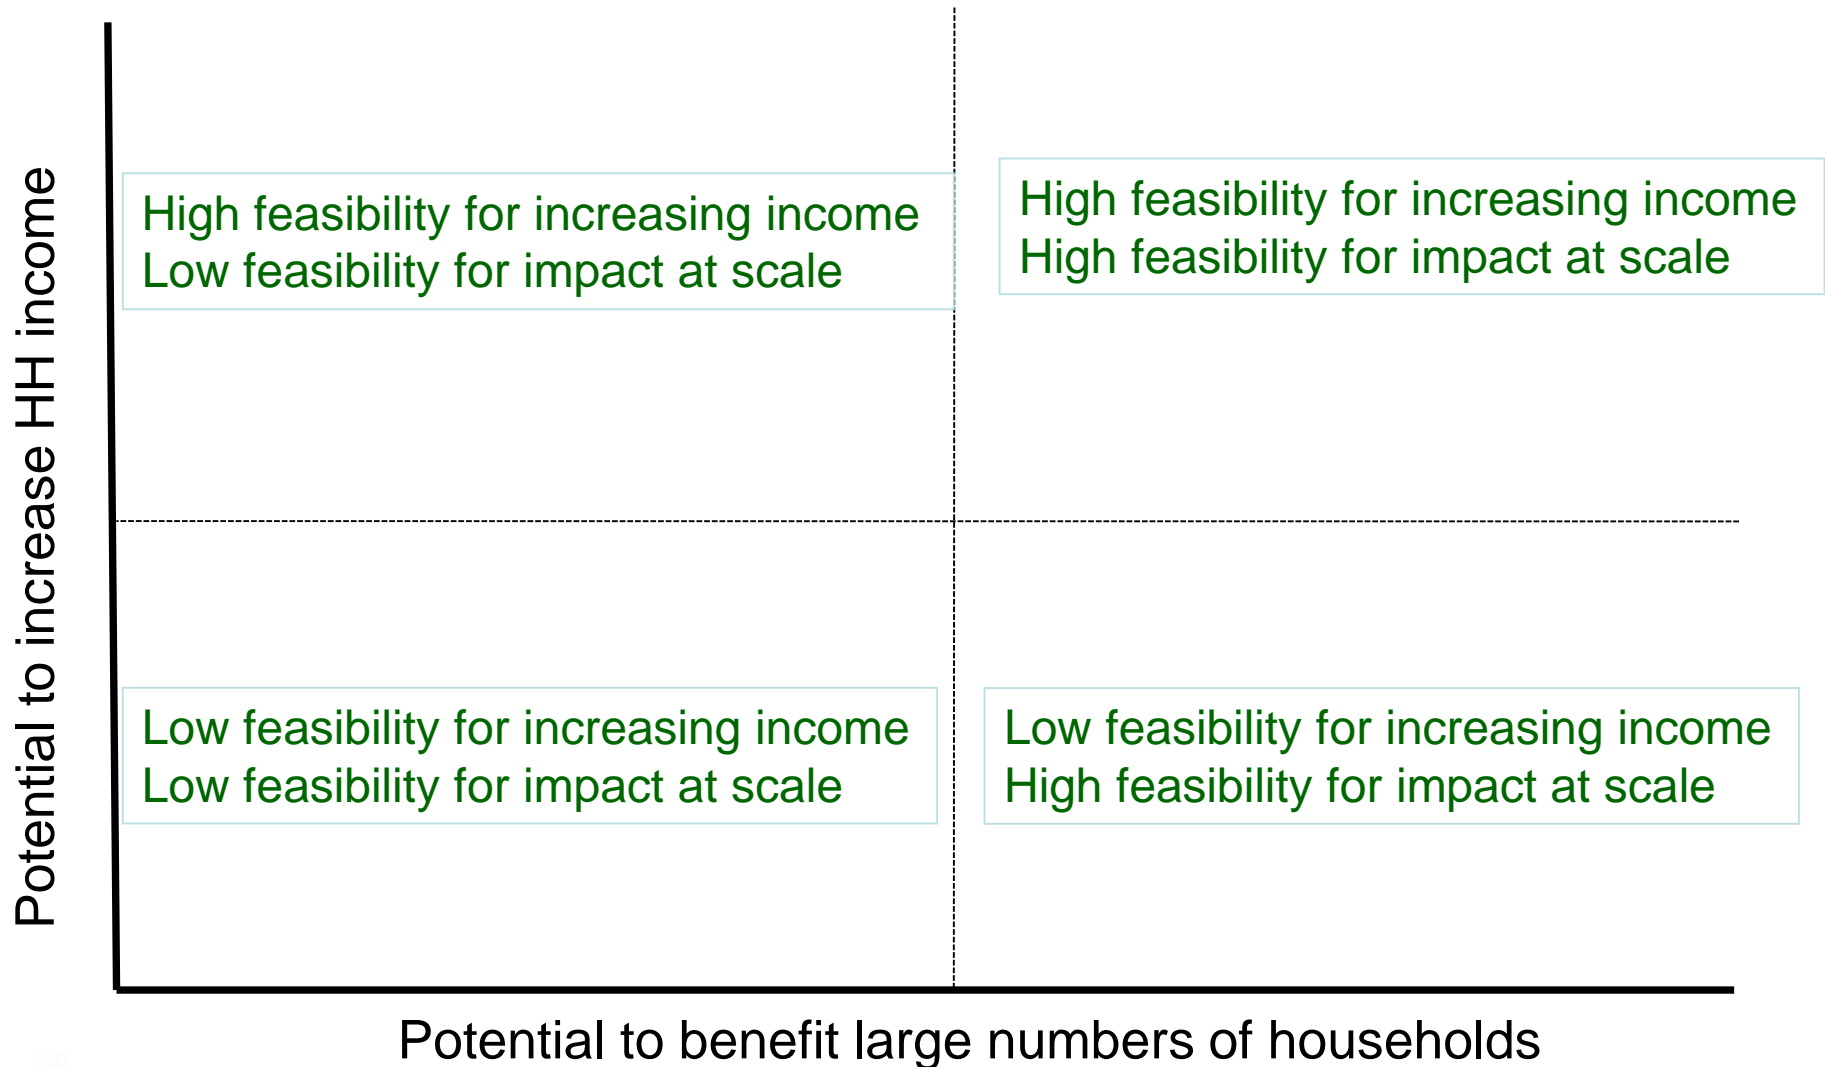 Potential to increase HH income
High feasibility for increasing income
Low feasibility for impact at scale
High feasibility for increasing income
High feasibility for impact at scale
Low feasibility for increasing income
Low feasibility for impact at scale
Low feasibility for increasing income
High feasibility for impact at scale
Potential to benefit large numbers of households